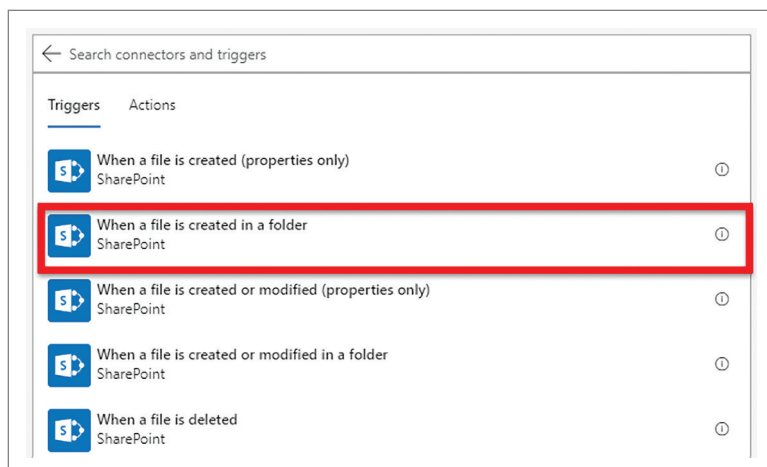 Search connectors and triggers
Triggers Actions
When a file is created (properties only)
SharePoint
When a file is created in a folder
SharePoint
When a file is created or modified (properties only)
SharePoint
When a file is created or modified in a folder
SharePoint
When a file is deleted
SharePoint